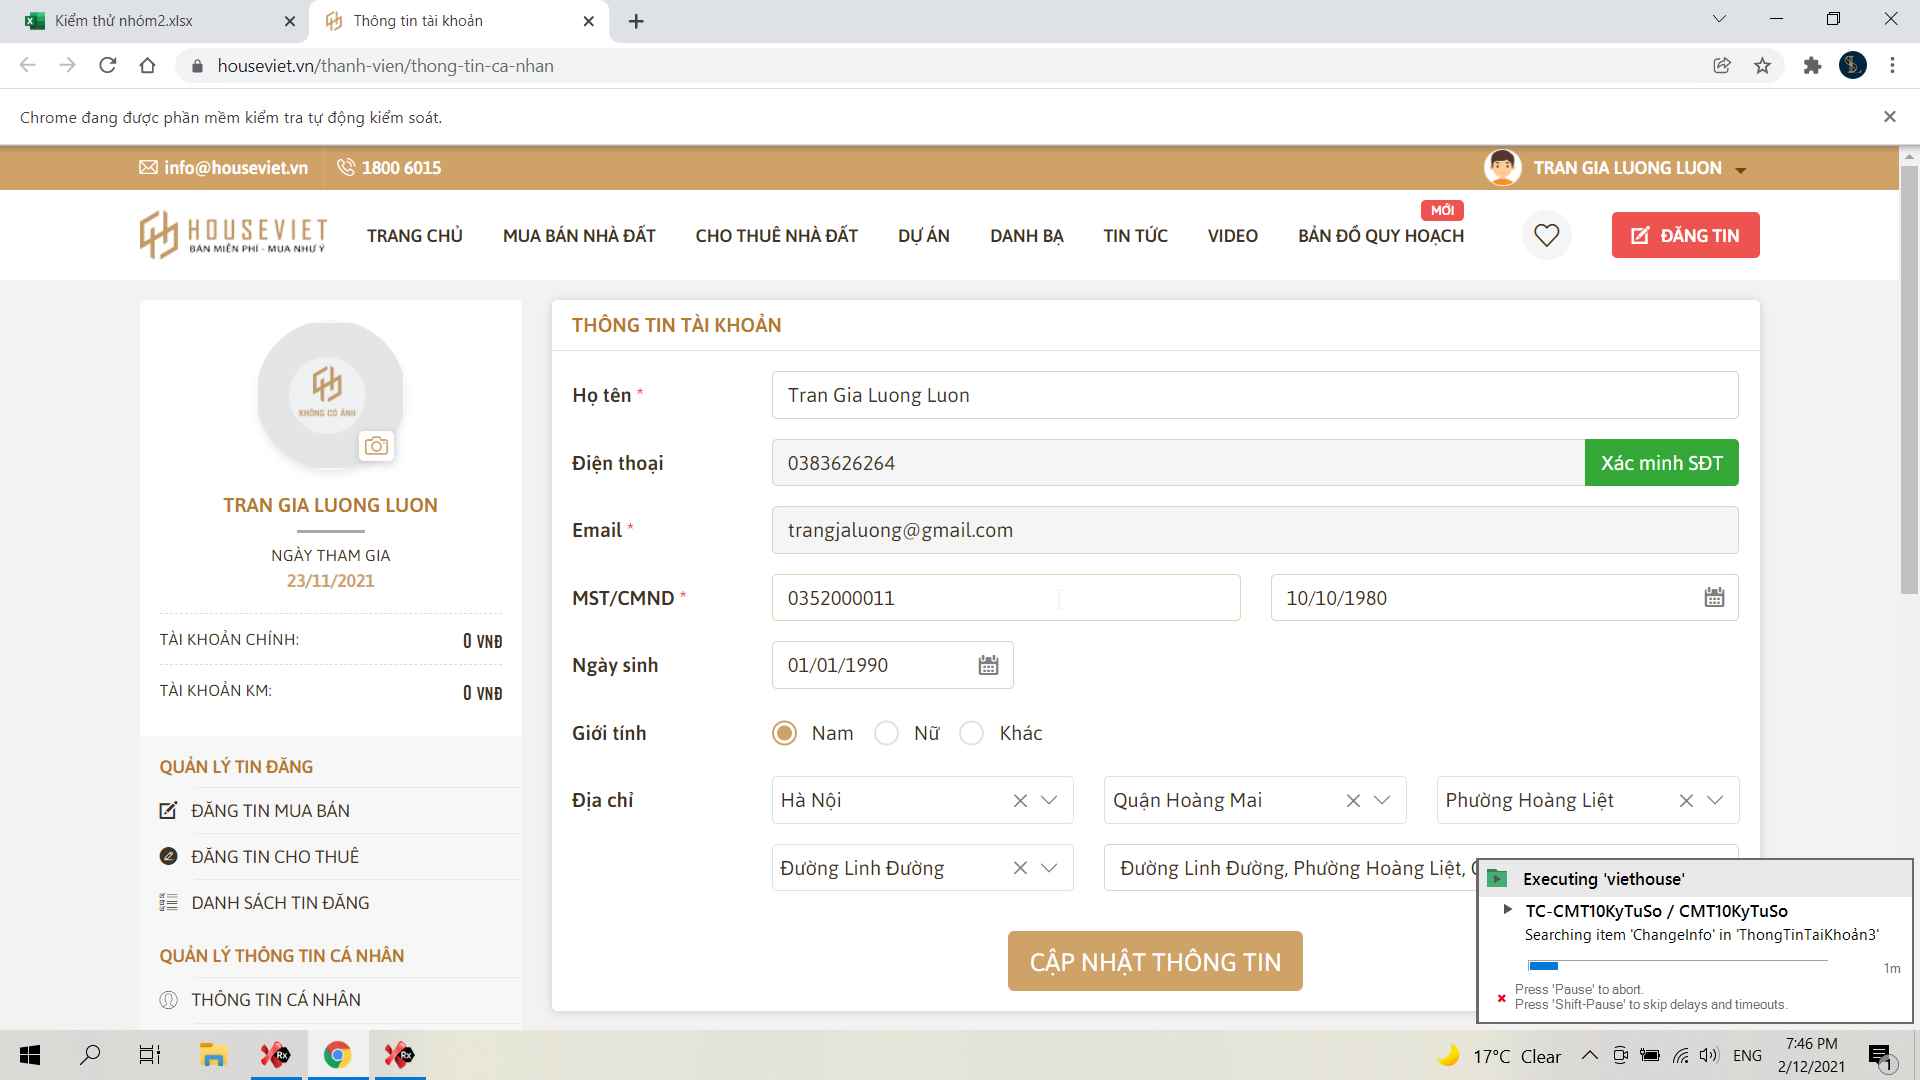 Kiểm thử nhóm2.xlsx
Thông tin tài khoản
houseviet.vn/thanh-vien/thong-tin-ca-nhan
Chrome đang được phần mềm kiểm tra tự động kiểm soát.
info@houseviet.vn
1800 6015
TRAN GIA LUONG LUON
HOUSEVIET
BÁN MIỄN PHÍ - MUA NHƯ Ý
TRANG CHỦ
MUA BÁN NHÀ ĐẤT
CHO THUÊ NHÀ ĐẤT
DỰ ÁN
DANH BẠ
TIN TỨC
VIDEO
BẢN ĐỒ QUY HOẠCH
MỚI
ĐĂNG TIN
KHÔNG CÓ ẢNH
TRAN GIA LUONG LUON
NGÀY THAM GIA
23/11/2021
TÀI KHOẢN CHÍNH: 0 VNĐ
TÀI KHOẢN KM: 0 VNĐ
QUẢN LÝ TIN ĐĂNG
ĐĂNG TIN MUA BÁN
ĐĂNG TIN CHO THUÊ
DANH SÁCH TIN ĐĂNG
QUẢN LÝ THÔNG TIN CÁ NHÂN
THÔNG TIN CÁ NHÂN
THÔNG TIN TÀI KHOẢN
Họ tên * Tran Gia Luong Luon
Điện thoại 0383626264 Xác minh SĐT
Email * trangjaluong@gmail.com
MST/CMND * 0352000011 10/10/1980
Ngày sinh 01/01/1990
Giới tính Nam Nữ Khác
Địa chỉ Hà Nội Quận Hoàng Mai Phường Hoàng Liệt
Đường Linh Đường Đường Linh Đường, Phường Hoàng Liệt,
CẬP NHẬT THÔNG TIN
Executing 'viethouse'
TC-CMT10KyTuSo / CMT10KyTuSo
Searching item 'ChangeInfo' in 'ThongTinTaiKhoản3'
1m
Press 'Pause' to abort.
Press 'Shift-Pause' to skip delays and timeouts.
Rx
Rx
17°C Clear
ENG
7:46 PM
2/12/2021
1